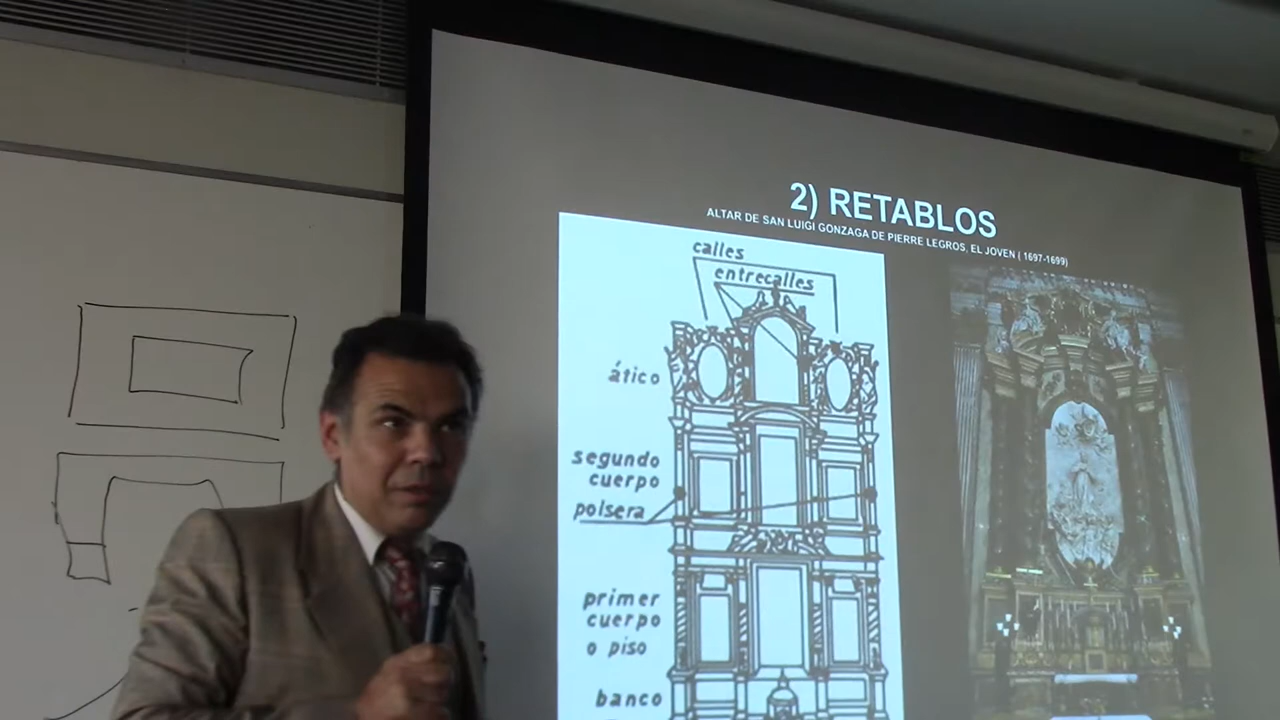 2) RETABLOS
ALTAR DE SAN LUIGI GONZAGA DE PIERRE LEGROS, EL JOVEN ( 1697-1699)
calles
entrecalles
ático
segundo
cuerpo
polsera
primer
cuerpo
o piso
banco